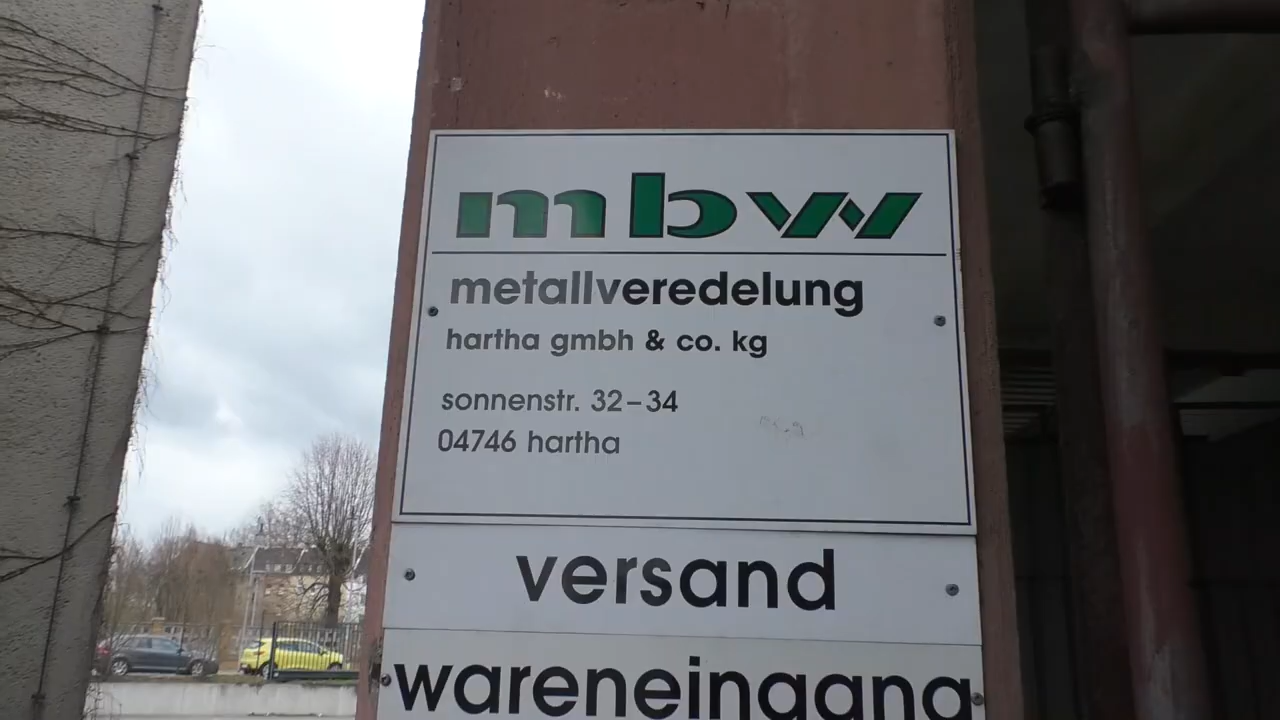 mbw
metallveredelung
hartha gmbh & co. kg
sonnenstr. 32-34
04746 hartha
versand
wareneingang